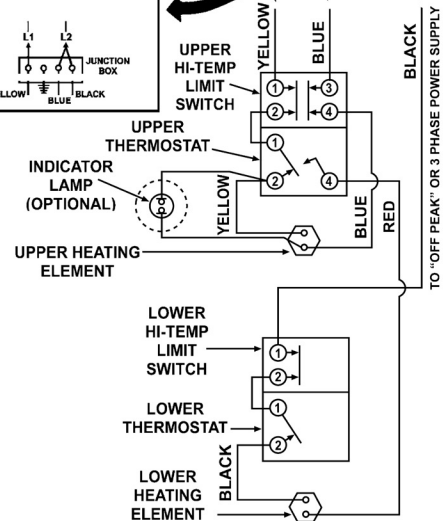 L1 L2
JUNCTION
BOX
LLOW
BLUE
BLACK
YELLOW
BLUE
BLACK
TO "OFF PEAK" OR 3 PHASE POWER SUPPLY
UPPER
HI-TEMP
LIMIT
SWITCH
1 3
2 4
UPPER
THERMOSTAT
1
2 4
INDICATOR
LAMP
(OPTIONAL)
YELLOW
BLUE
RED
UPPER HEATING
ELEMENT
LOWER
HI-TEMP
LIMIT
SWITCH
1
2
LOWER
THERMOSTAT
1
2
BLACK
LOWER
HEATING
ELEMENT